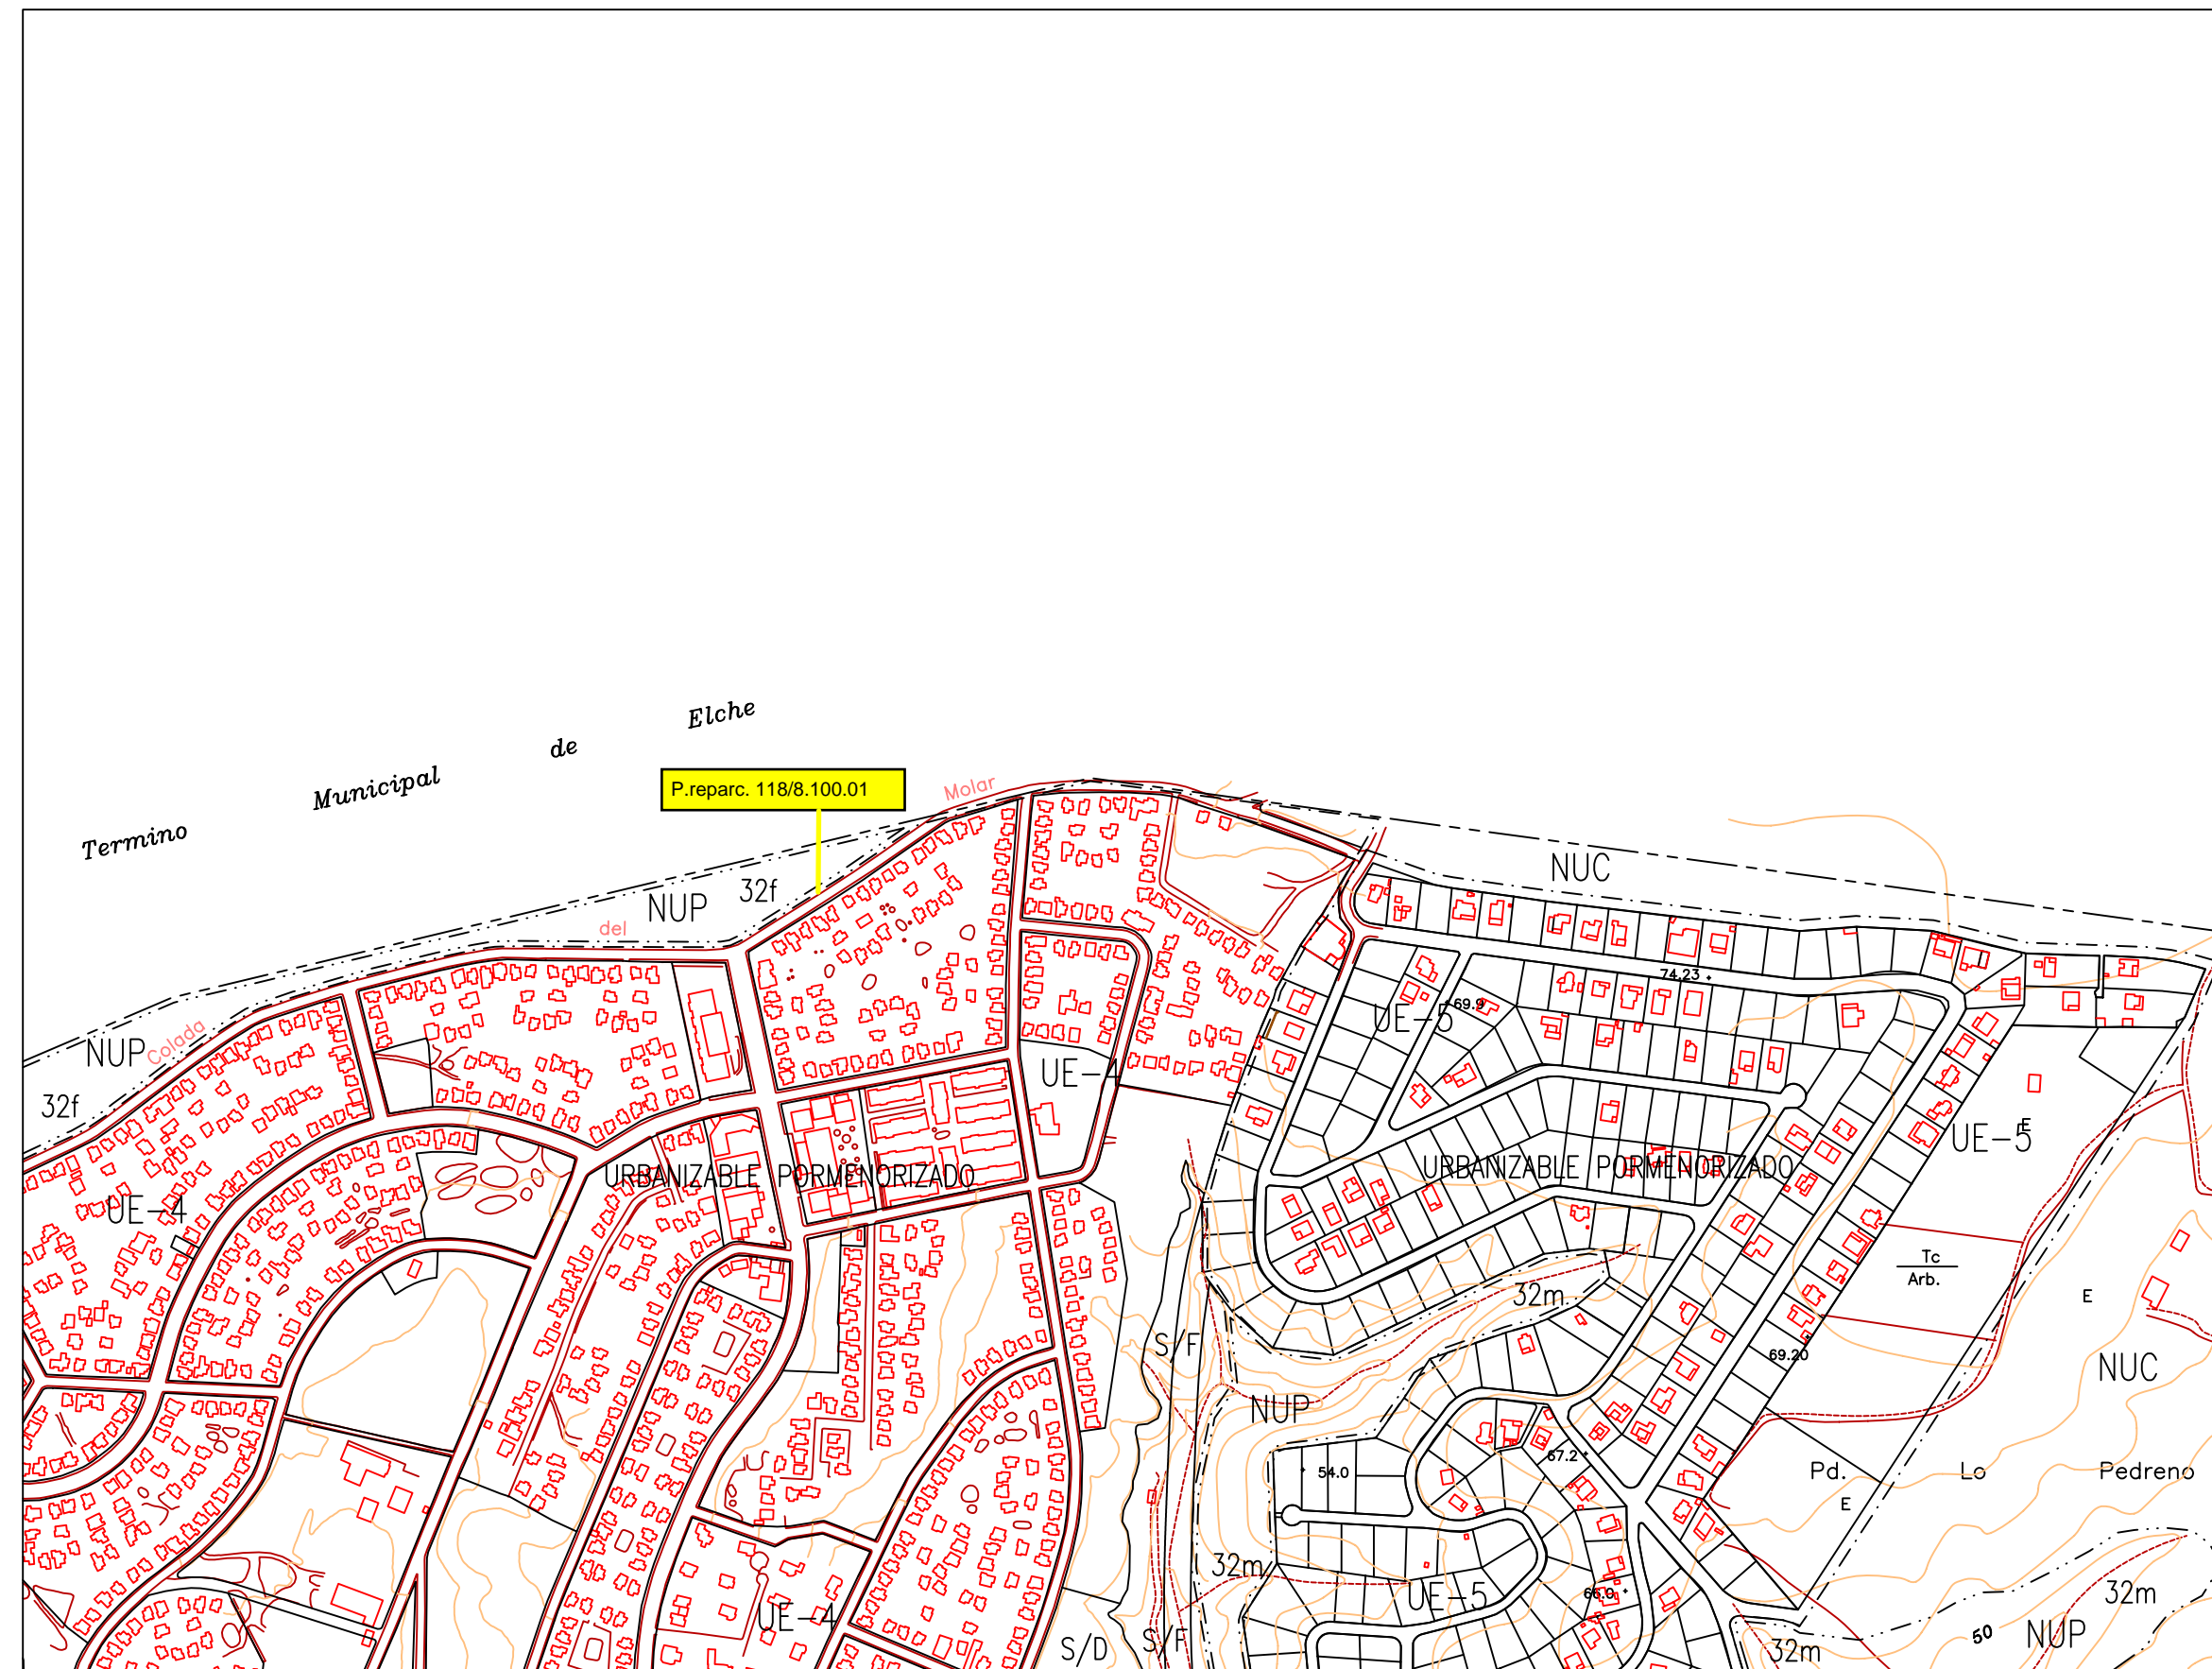 Termino Municipal de Elche
P.reparc. 118/8.100.01
Molar
NUC
NUP 32f
del
74.23
69.9
UE-5
Colada
NUP
UE-4
32f
UE-5
E
URBANIZABLE PORMENORIZADO
URBANIZABLE PORMENORIZADO
UE-4
Tc
Arb.
32m
E
S/F
69.20
NUC
NUP
67.2
54.0
Pd.
Lo
Pedreno
E
32m
UE-5
66.0
32m
UE-4
S/D
S/F
50
NUP
32m